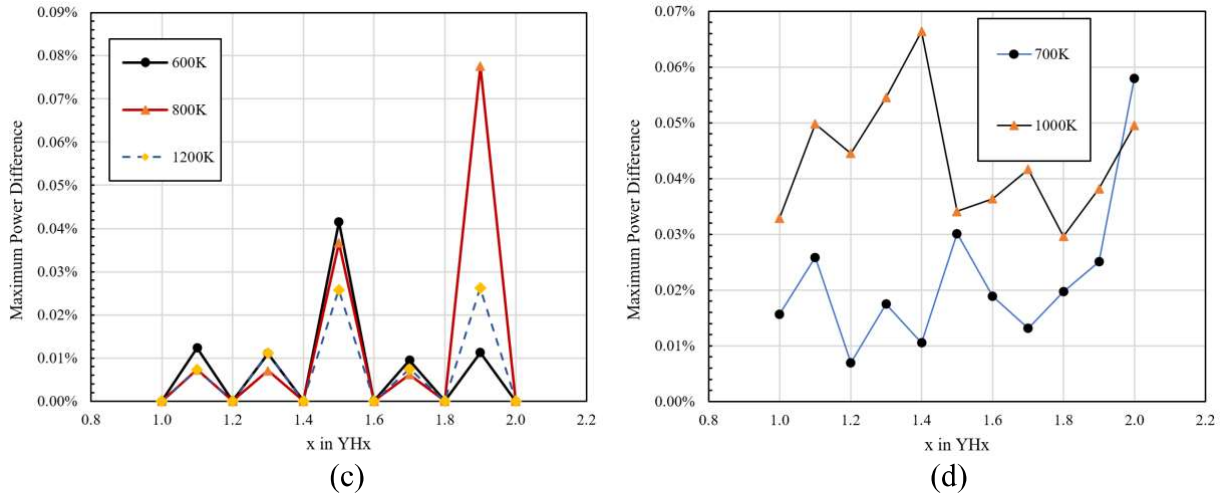 0.09%
0.08%
0.07%
0.06%
0.05%
0.04%
0.03%
0.02%
0.01%
0.00%
Maximum Power Difference
600K
800K
1200K
0.8 1.0 1.2 1.4 1.6 1.8 2.0 2.2
x in YHx
(c)
0.07%
0.06%
0.05%
0.04%
0.03%
0.02%
0.01%
0.00%
Maximum Power Difference
700K
1000K
0.8 1.0 1.2 1.4 1.6 1.8 2.0 2.2
x in YHx
(d)